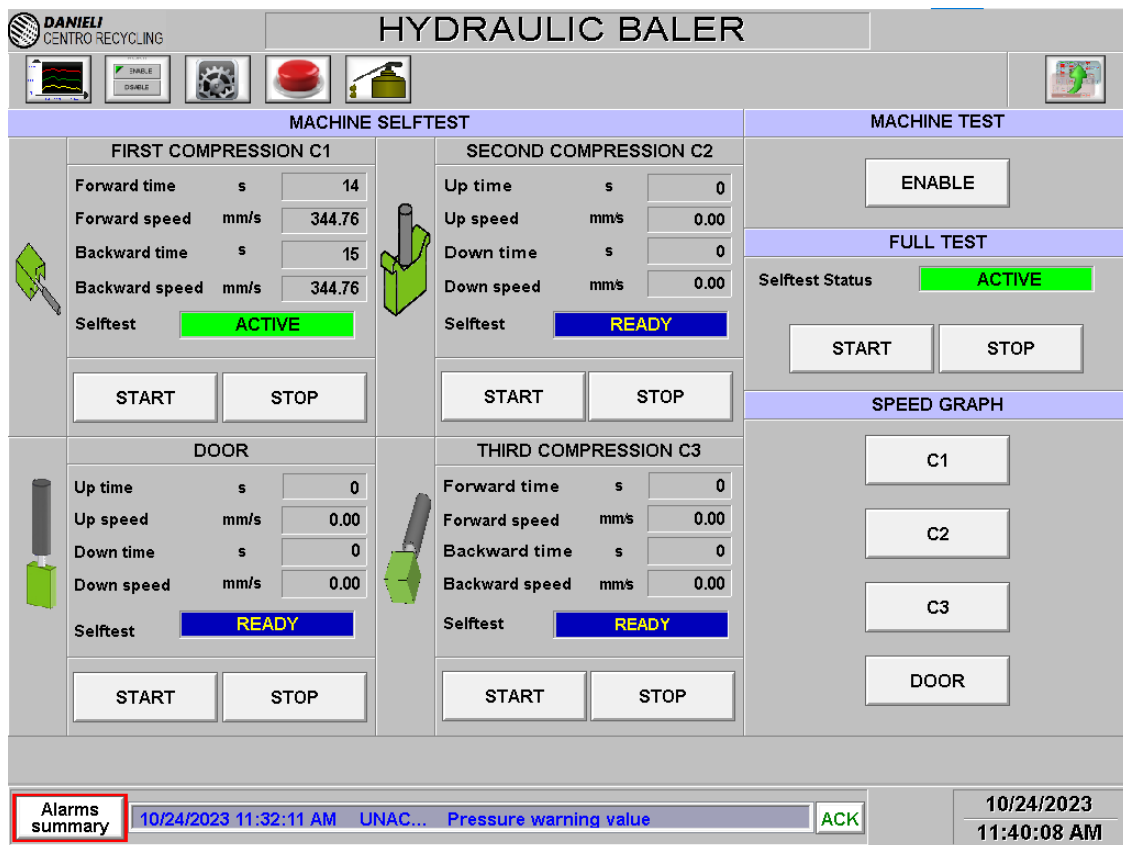 DANIELI
CENTRO RECYCLING
HYDRAULIC BALER
ENABLE
DISABLE
MACHINE SELFTEST
FIRST COMPRESSION C1
Forward time s 14
Forward speed mm/s 344.76
Backward time s 15
Backward speed mm/s 344.76
Selftest ACTIVE
START STOP
SECOND COMPRESSION C2
Up time s 0
Up speed mm/s 0.00
Down time s 0
Down speed mm/s 0.00
Selftest READY
START STOP
DOOR
Up time s 0
Up speed mm/s 0.00
Down time s 0
Down speed mm/s 0.00
Selftest READY
START STOP
THIRD COMPRESSION C3
Forward time s 0
Forward speed mm/s 0.00
Backward time s 0
Backward speed mm/s 0.00
Selftest READY
START STOP
MACHINE TEST
ENABLE
FULL TEST
Selftest Status ACTIVE
START STOP
SPEED GRAPH
C1
C2
C3
DOOR
Alarms summary
10/24/2023 11:32:11 AM UNAC... Pressure warning value
ACK
10/24/2023
11:40:08 AM